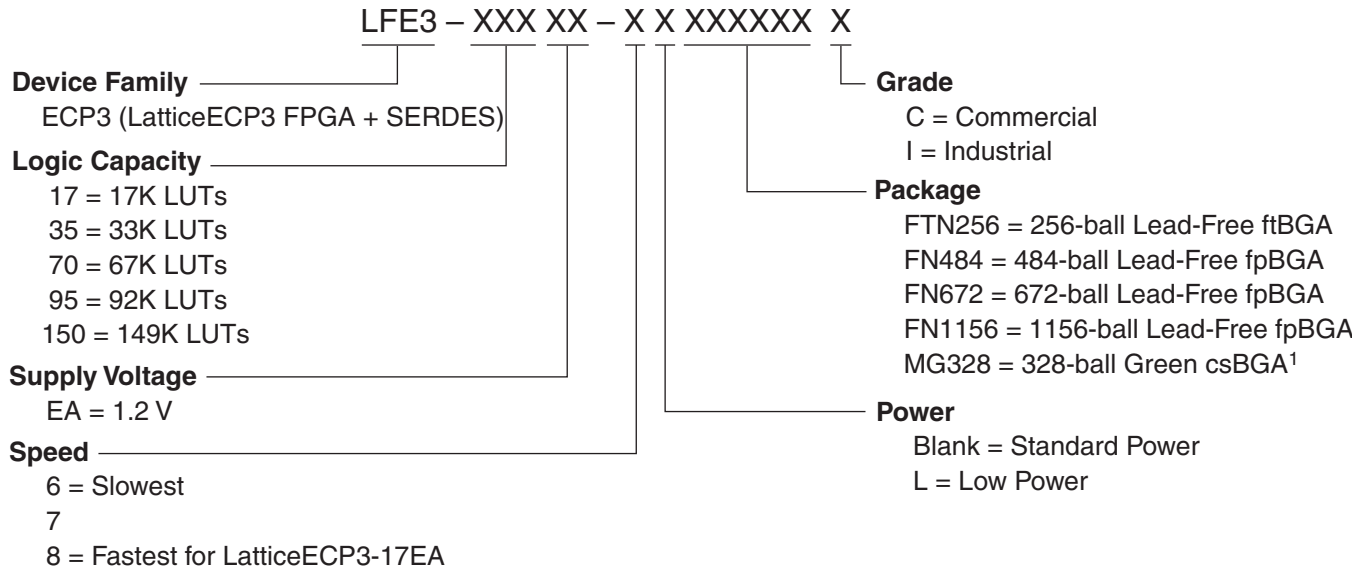 LFE3 – XXX XX – X X XXXXXX X
Device Family
ECP3 (LatticeECP3 FPGA + SERDES)
Logic Capacity
17 = 17K LUTs
35 = 33K LUTs
70 = 67K LUTs
95 = 92K LUTs
150 = 149K LUTs
Supply Voltage
EA = 1.2 V
Speed
6 = Slowest
7
8 = Fastest for LatticeECP3-17EA
Grade
C = Commercial
I = Industrial
Package
FTN256 = 256-ball Lead-Free ftBGA
FN484 = 484-ball Lead-Free fpBGA
FN672 = 672-ball Lead-Free fpBGA
FN1156 = 1156-ball Lead-Free fpBGA
MG328 = 328-ball Green csBGA¹
Power
Blank = Standard Power
L = Low Power